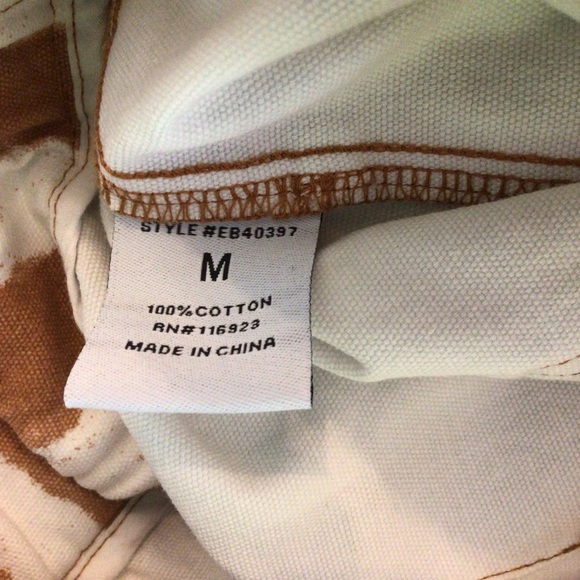 STYLE #EB40397
M
100%COTTON
RN#116923
MADE IN CHINA